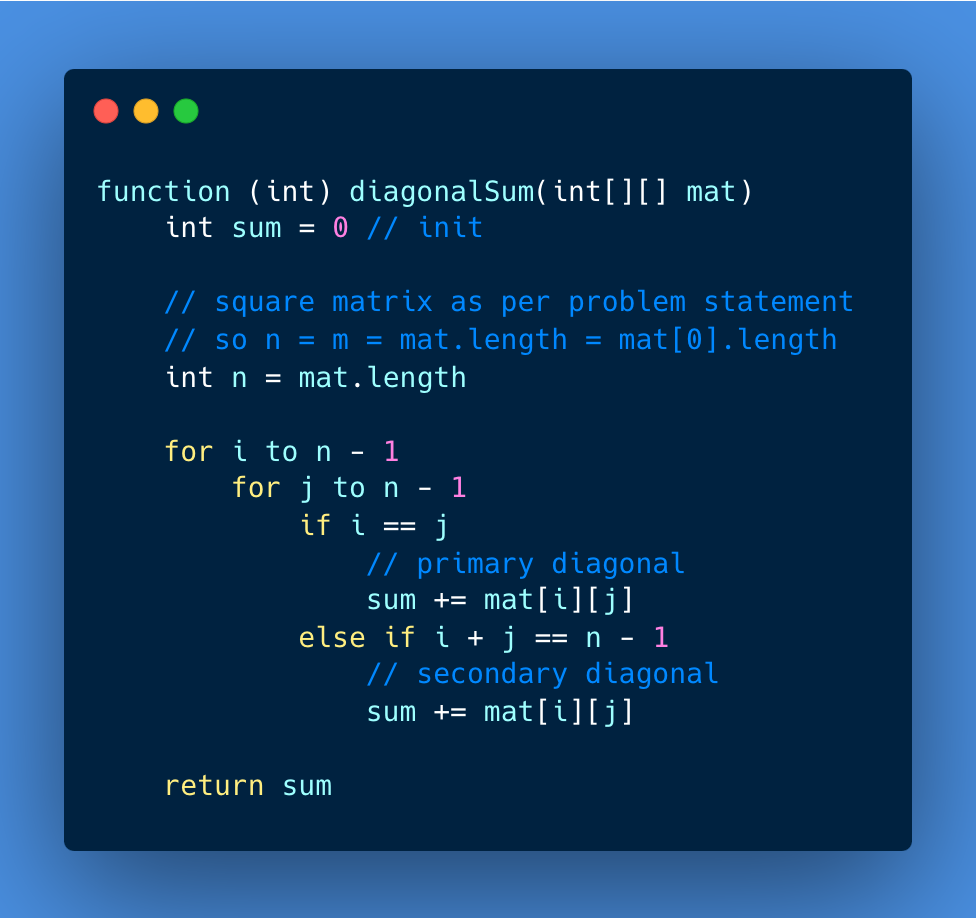 function (int) diagonalSum(int[][] mat)
    int sum = 0 // init

    // square matrix as per problem statement
    // so n = m = mat.length = mat[0].length
    int n = mat.length

    for i to n - 1
        for j to n - 1
            if i == j
                // primary diagonal
                sum += mat[i][j]
            else if i + j == n - 1
                // secondary diagonal
                sum += mat[i][j]

    return sum